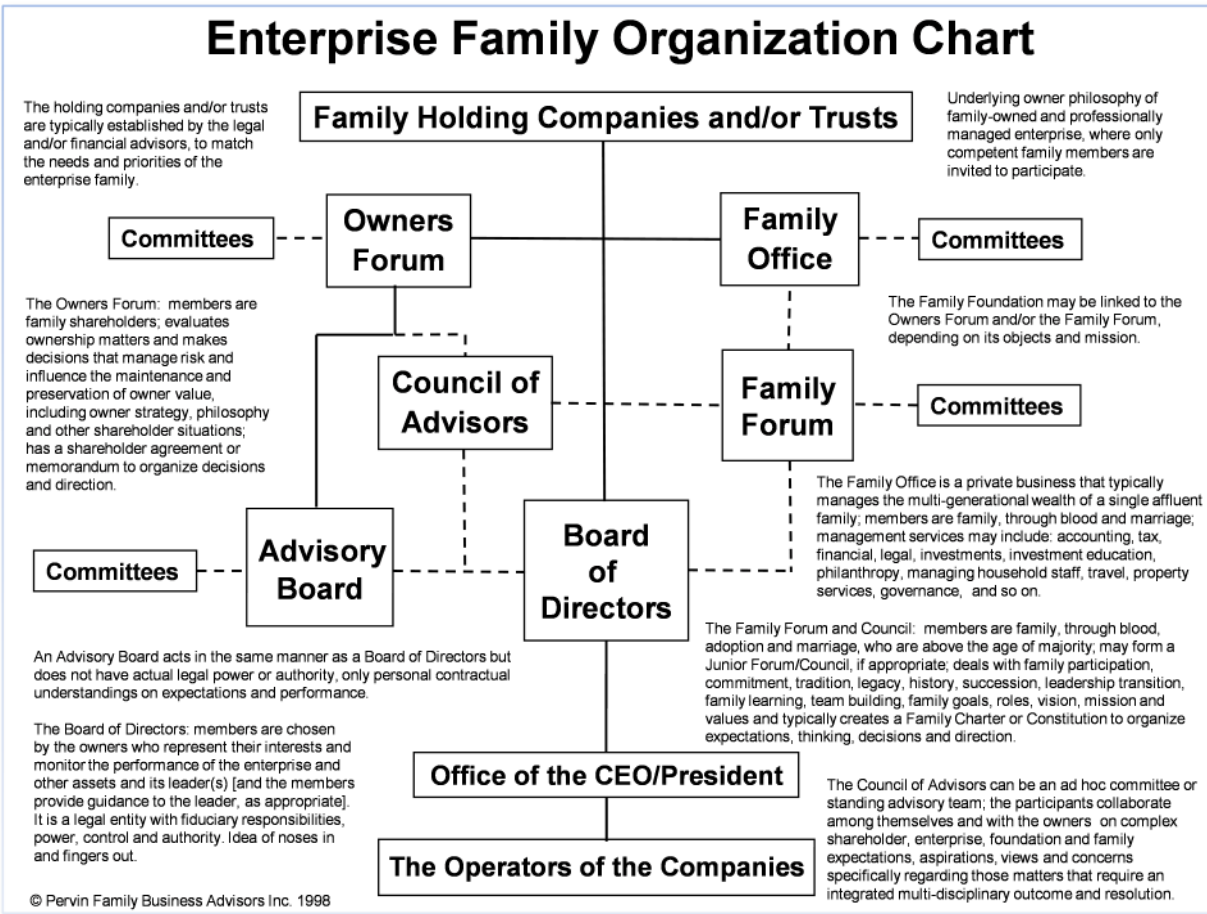 Enterprise Family Organization Chart
The holding companies and/or trusts
are typically established by the legal
and/or financial advisors, to match
the needs and priorities of the
enterprise family.
Family Holding Companies and/or Trusts
Underlying owner philosophy of
family-owned and professionally
managed enterprise, where only
competent family members are
invited to participate.
Committees
Owners
Forum
Family
Office
Committees
The Owners Forum: members are
family shareholders; evaluates
ownership matters and makes
decisions that manage risk and
influence the maintenance and
preservation of owner value,
including owner strategy, philosophy
and other shareholder situations;
has a shareholder agreement or
memorandum to organize decisions
and direction.
The Family Foundation may be linked to the
Owners Forum and/or the Family Forum,
depending on its objects and mission.
Council of
Advisors
Family
Forum
Committees
The Family Office is a private business that typically
manages the multi-generational wealth of a single affluent
family; members are family, through blood and marriage;
management services may include: accounting, tax,
financial, legal, investments, investment education,
philanthropy, managing household staff, travel, property
services, governance, and so on.
Committees
Advisory
Board
Board
of
Directors
The Family Forum and Council: members are family, through blood,
adoption and marriage, who are above the age of majority; may form a
Junior Forum/Council, if appropriate; deals with family participation,
commitment, tradition, legacy, history, succession, leadership transition,
family learning, team building, family goals, roles, vision, mission and
values and typically creates a Family Charter or Constitution to organize
expectations, thinking, decisions and direction.
An Advisory Board acts in the same manner as a Board of Directors but
does not have actual legal power or authority, only personal contractual
understandings on expectations and performance.
The Board of Directors: members are chosen
by the owners who represent their interests and
monitor the performance of the enterprise and
other assets and its leader(s) [and the members
provide guidance to the leader, as appropriate].
It is a legal entity with fiduciary responsibilities,
power, control and authority. Idea of noses in
and fingers out.
Office of the CEO/President
The Operators of the Companies
The Council of Advisors can be an ad hoc committee or
standing advisory team; the participants collaborate
among themselves and with the owners on complex
shareholder, enterprise, foundation and family
expectations, aspirations, views and concerns
specifically regarding those matters that require an
integrated multi-disciplinary outcome and resolution.
© Pervin Family Business Advisors Inc. 1998